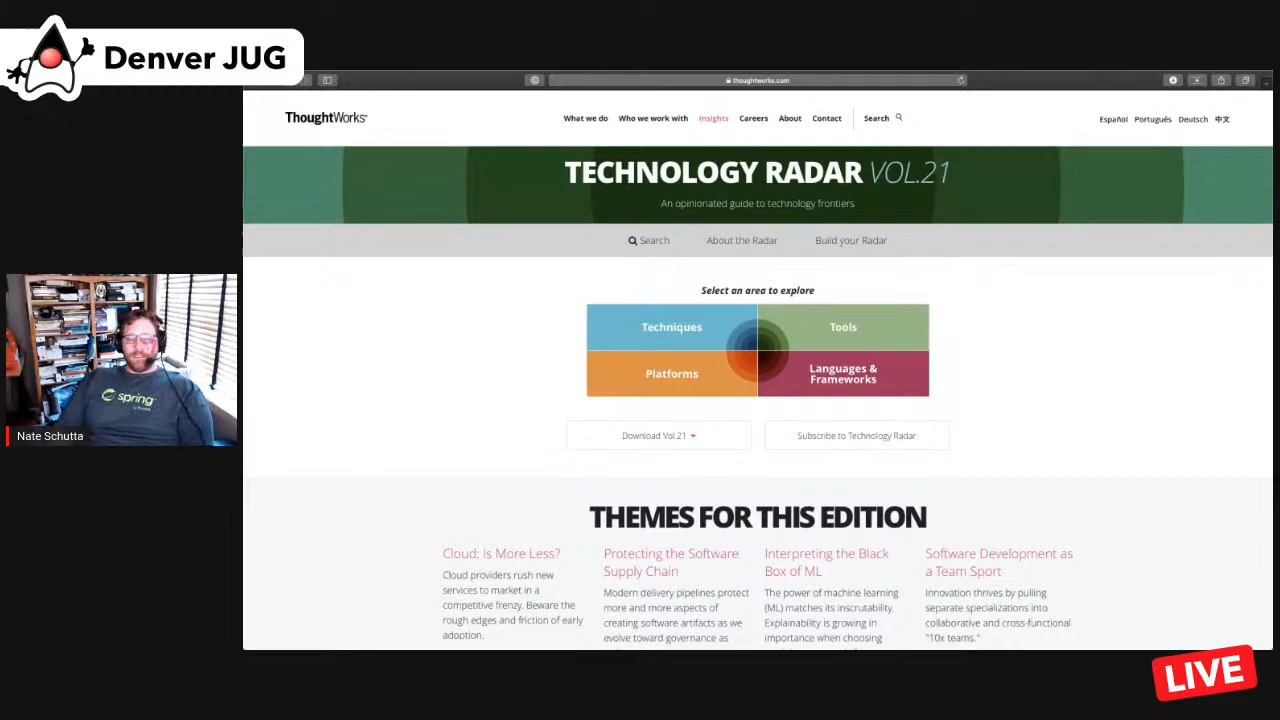 Denver JUG
thoughtworks.com
ThoughtWorks
What we do Who we work with Insights Careers About Contact Search
Español Português Deutsch 中文
TECHNOLOGY RADAR VOL.21
An opinionated guide to technology frontiers
Search About the Radar Build your Radar
Select an area to explore
Techniques Tools
Platforms Languages &
Frameworks
Download Vol.21 Subscribe to Technology Radar
spring
Nate Schutta
THEMES FOR THIS EDITION
Cloud: Is More Less?
Cloud providers rush new
services to market in a
competitive frenzy. Beware the
rough edges and friction of early
adoption.
Protecting the Software
Supply Chain
Modern delivery pipelines protect
more and more aspects of
creating software artifacts as we
evolve toward governance as
Interpreting the Black
Box of ML
The power of machine learning
(ML) matches its inscrutability.
Explainability is growing in
importance when choosing
Software Development as
a Team Sport
Innovation thrives by pulling
separate specializations into
collaborative and cross-functional
"10x teams."
LIVE